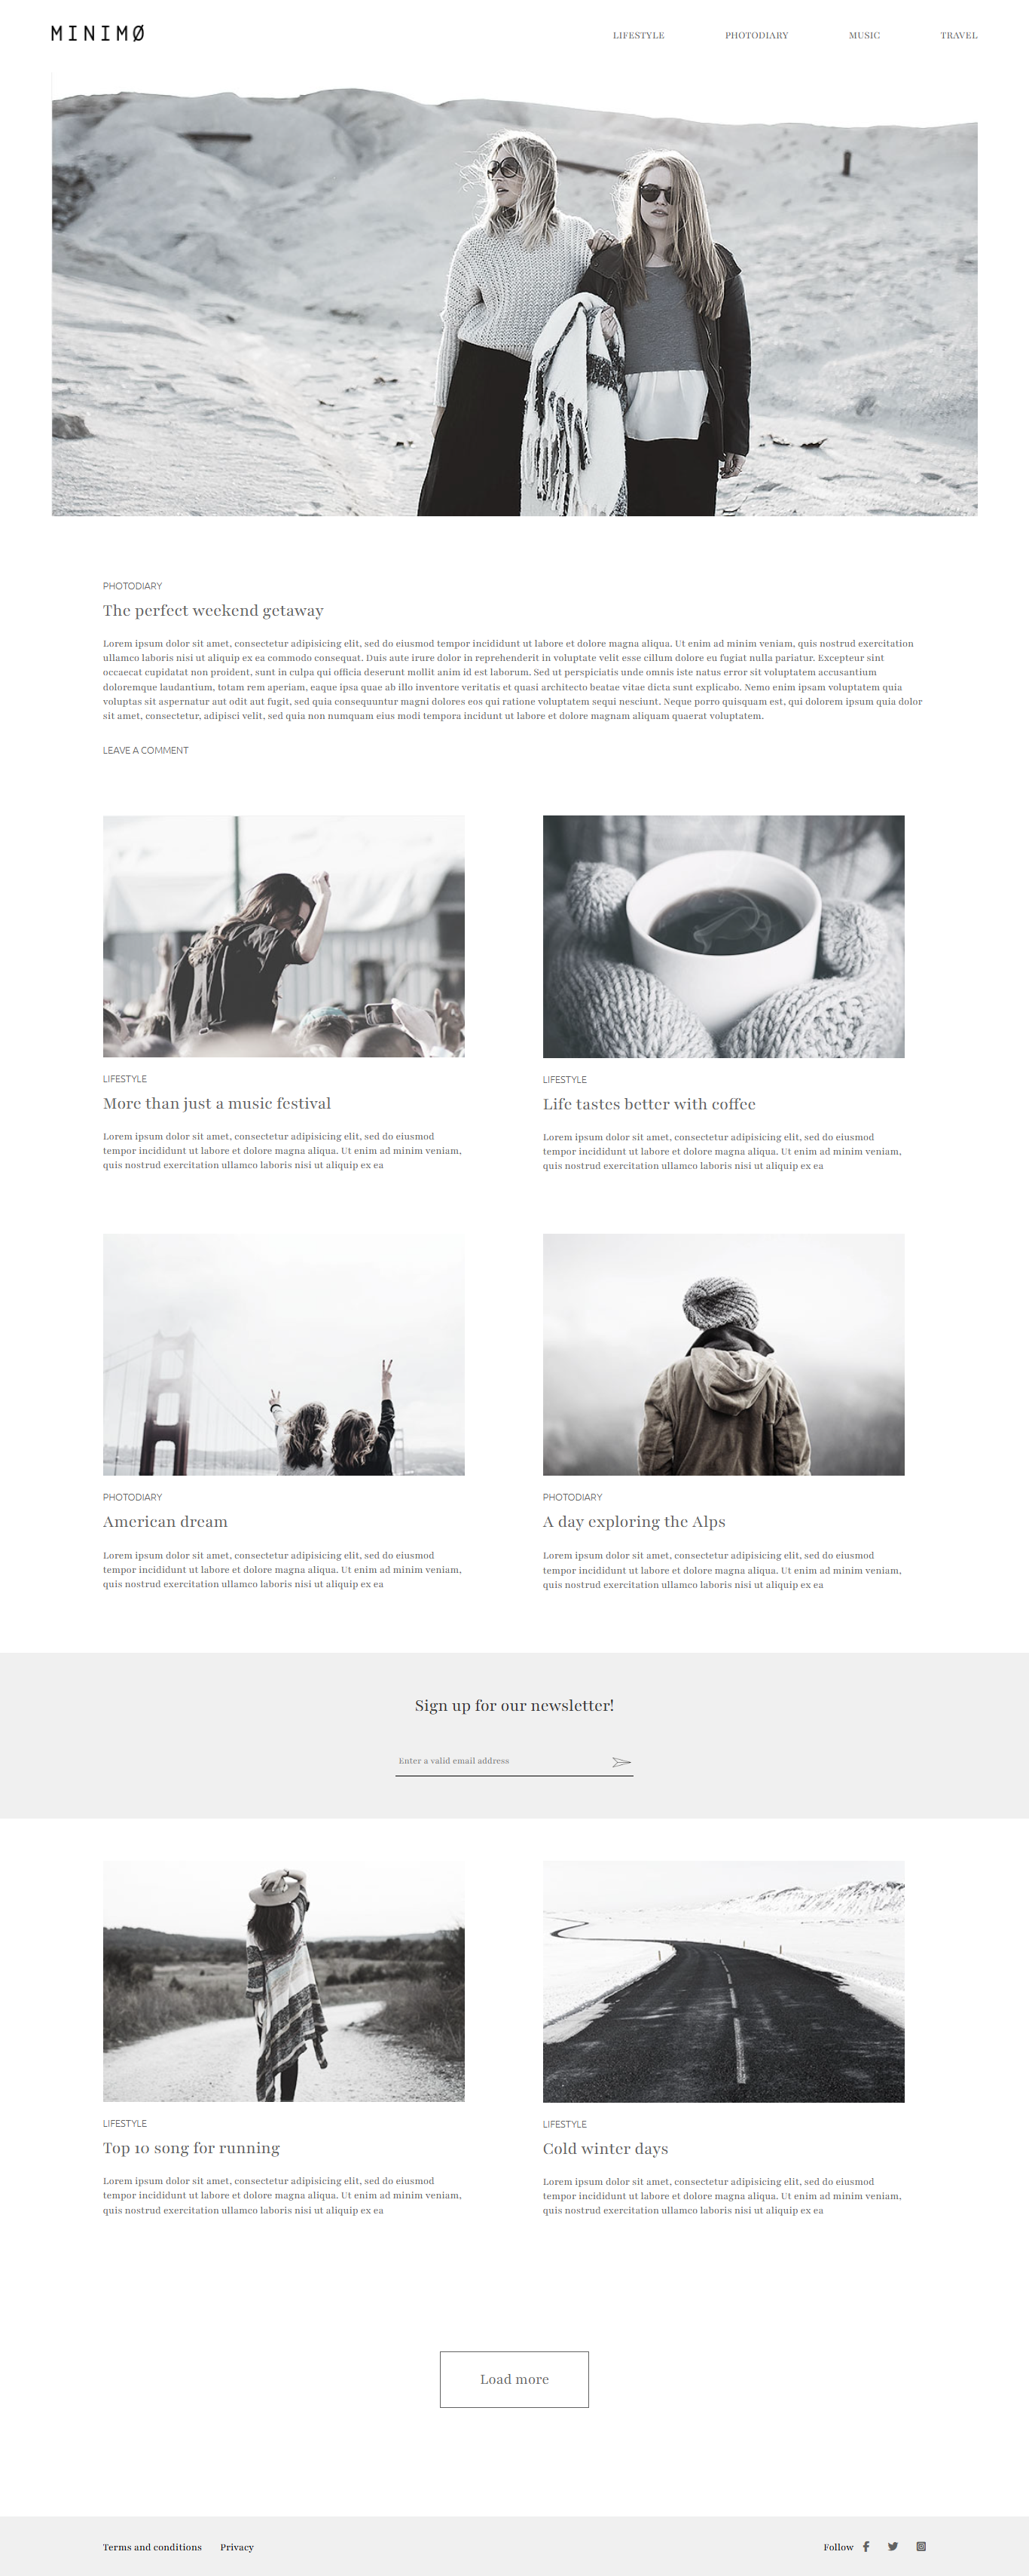 MINIMØ
LIFESTYLE PHOTODIARY MUSIC TRAVEL
PHOTODIARY
The perfect weekend getaway
Lorem ipsum dolor sit amet, consectetur adipisicing elit, sed do eiusmod tempor incididunt ut labore et dolore magna aliqua. Ut enim ad minim veniam, quis nostrud exercitation
ullamco laboris nisi ut aliquip ex ea commodo consequat. Duis aute irure dolor in reprehenderit in voluptate velit esse cillum dolore eu fugiat nulla pariatur. Excepteur sint
occaecat cupidatat non proident, sunt in culpa qui officia deserunt mollit anim id est laborum. Sed ut perspiciatis unde omnis iste natus error sit voluptatem accusantium
doloremque laudantium, totam rem aperiam, eaque ipsa quae ab illo inventore veritatis et quasi architecto beatae vitae dicta sunt explicabo. Nemo enim ipsam voluptatem quia
voluptas sit aspernatur aut odit aut fugit, sed quia consequuntur magni dolores eos qui ratione voluptatem sequi nesciunt. Neque porro quisquam est, qui dolorem ipsum quia dolor
sit amet, consectetur, adipisci velit, sed quia non numquam eius modi tempora incidunt ut labore et dolore magnam aliquam quaerat voluptatem.
LEAVE A COMMENT
LIFESTYLE
More than just a music festival
Lorem ipsum dolor sit amet, consectetur adipisicing elit, sed do eiusmod
tempor incididunt ut labore et dolore magna aliqua. Ut enim ad minim veniam,
quis nostrud exercitation ullamco laboris nisi ut aliquip ex ea
LIFESTYLE
Life tastes better with coffee
Lorem ipsum dolor sit amet, consectetur adipisicing elit, sed do eiusmod
tempor incididunt ut labore et dolore magna aliqua. Ut enim ad minim veniam,
quis nostrud exercitation ullamco laboris nisi ut aliquip ex ea
PHOTODIARY
American dream
Lorem ipsum dolor sit amet, consectetur adipisicing elit, sed do eiusmod
tempor incididunt ut labore et dolore magna aliqua. Ut enim ad minim veniam,
quis nostrud exercitation ullamco laboris nisi ut aliquip ex ea
PHOTODIARY
A day exploring the Alps
Lorem ipsum dolor sit amet, consectetur adipisicing elit, sed do eiusmod
tempor incididunt ut labore et dolore magna aliqua. Ut enim ad minim veniam,
quis nostrud exercitation ullamco laboris nisi ut aliquip ex ea
Sign up for our newsletter!
Enter a valid email address
LIFESTYLE
Top 10 song for running
Lorem ipsum dolor sit amet, consectetur adipisicing elit, sed do eiusmod
tempor incididunt ut labore et dolore magna aliqua. Ut enim ad minim veniam,
quis nostrud exercitation ullamco laboris nisi ut aliquip ex ea
LIFESTYLE
Cold winter days
Lorem ipsum dolor sit amet, consectetur adipisicing elit, sed do eiusmod
tempor incididunt ut labore et dolore magna aliqua. Ut enim ad minim veniam,
quis nostrud exercitation ullamco laboris nisi ut aliquip ex ea
Load more
Terms and conditions Privacy Follow